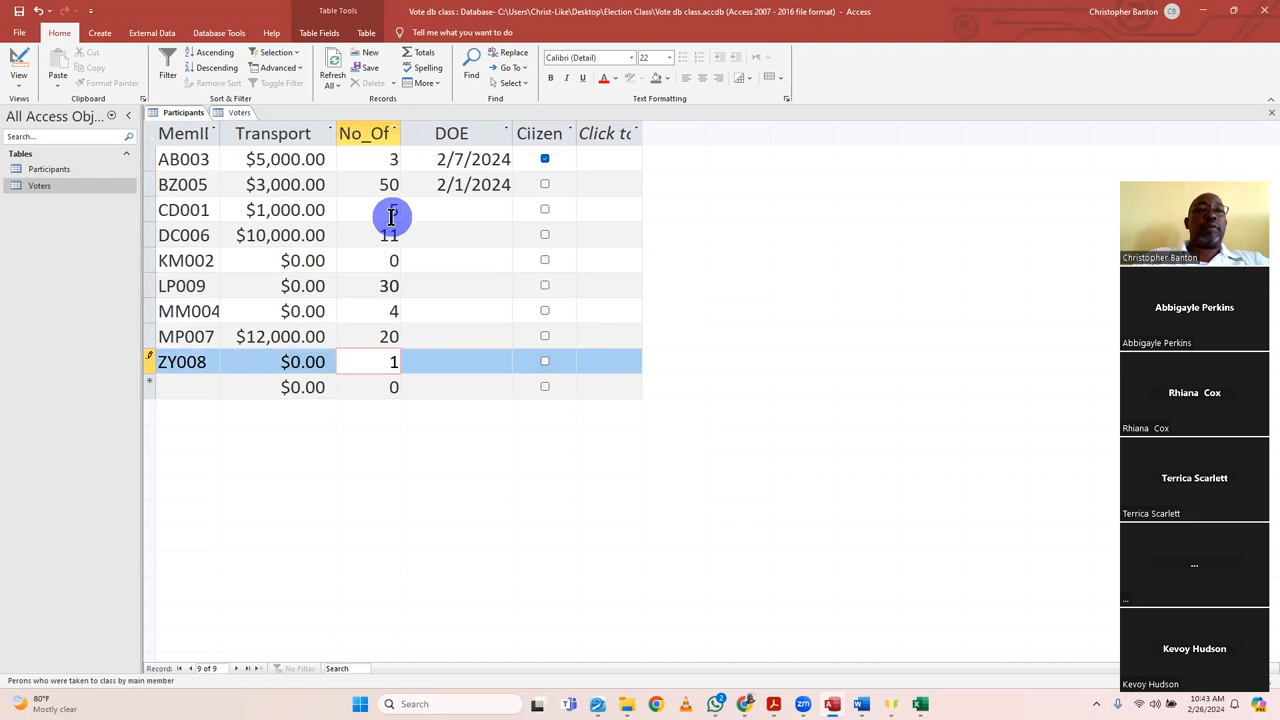 Table Tools
Vote db class : Database- C:\Users\Christ-Like\Desktop\Election Class\Vote db class.accdb (Access 2007 - 2016 file format) - Access
Christopher Banton CB
File Home Create External Data Database Tools Help Table Fields Table Tell me what you want to do
View
Views
Paste
Cut
Copy
Format Painter
Clipboard
Filter
Ascending
Descending
Remove Sort
Selection
Advanced
Toggle Filter
Sort & Filter
Refresh
All
New
Save
Delete
Totals
Spelling
More
Records
Find
Replace
Go To
Select
Find
Calibri (Detail) 22
B I U A
Text Formatting
All Access Obj...
Search...
Tables
Participants
Voters
Participants Voters
MemI Transport No_Of DOE Ciizen Click to
AB003 $5,000.00 3 2/7/2024
BZ005 $3,000.00 50 2/1/2024
CD001 $1,000.00 5
DC006 $10,000.00 11
KM002 $0.00 0
LP009 $0.00 30
MM004 $0.00 4
MP007 $12,000.00 20
ZY008 $0.00 1
$0.00 0
Record: 9 of 9 No Filter Search
Perons who were taken to class by main member
Christopher Banton
Abbigayle Perkins
Abbigayle Perkins
Rhiana Cox
Rhiana Cox
Terrica Scarlett
Terrica Scarlett
...
...
Kevoy Hudson
Kevoy Hudson
80°F
Mostly clear
Search
2
10:43 AM
2/26/2024